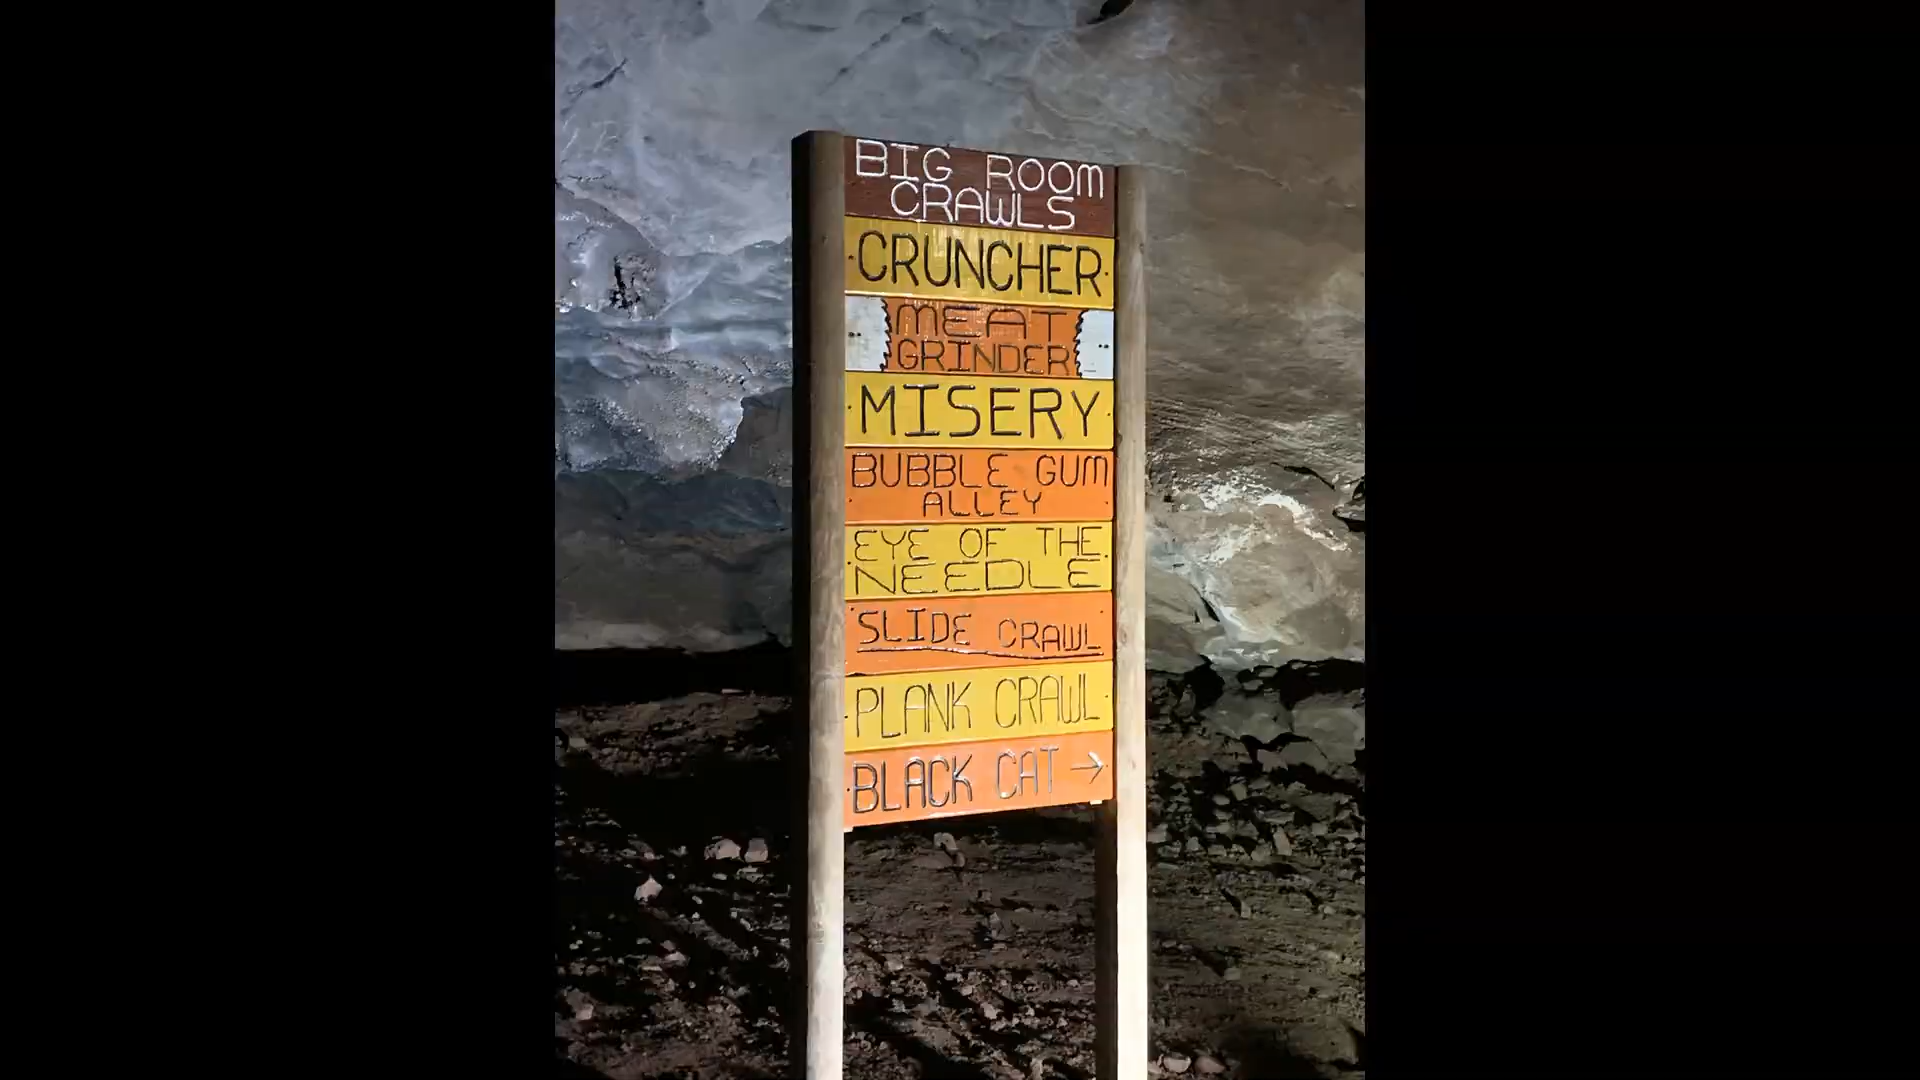 BIG ROOM
CRAWLS
CRUNCHER
MEAT
GRINDER
MISERY
BUBBLE GUM
ALLEY
EYE OF THE
NEEDLE
SLIDE CRAWL
PLANK CRAWL
BLACK CAT →